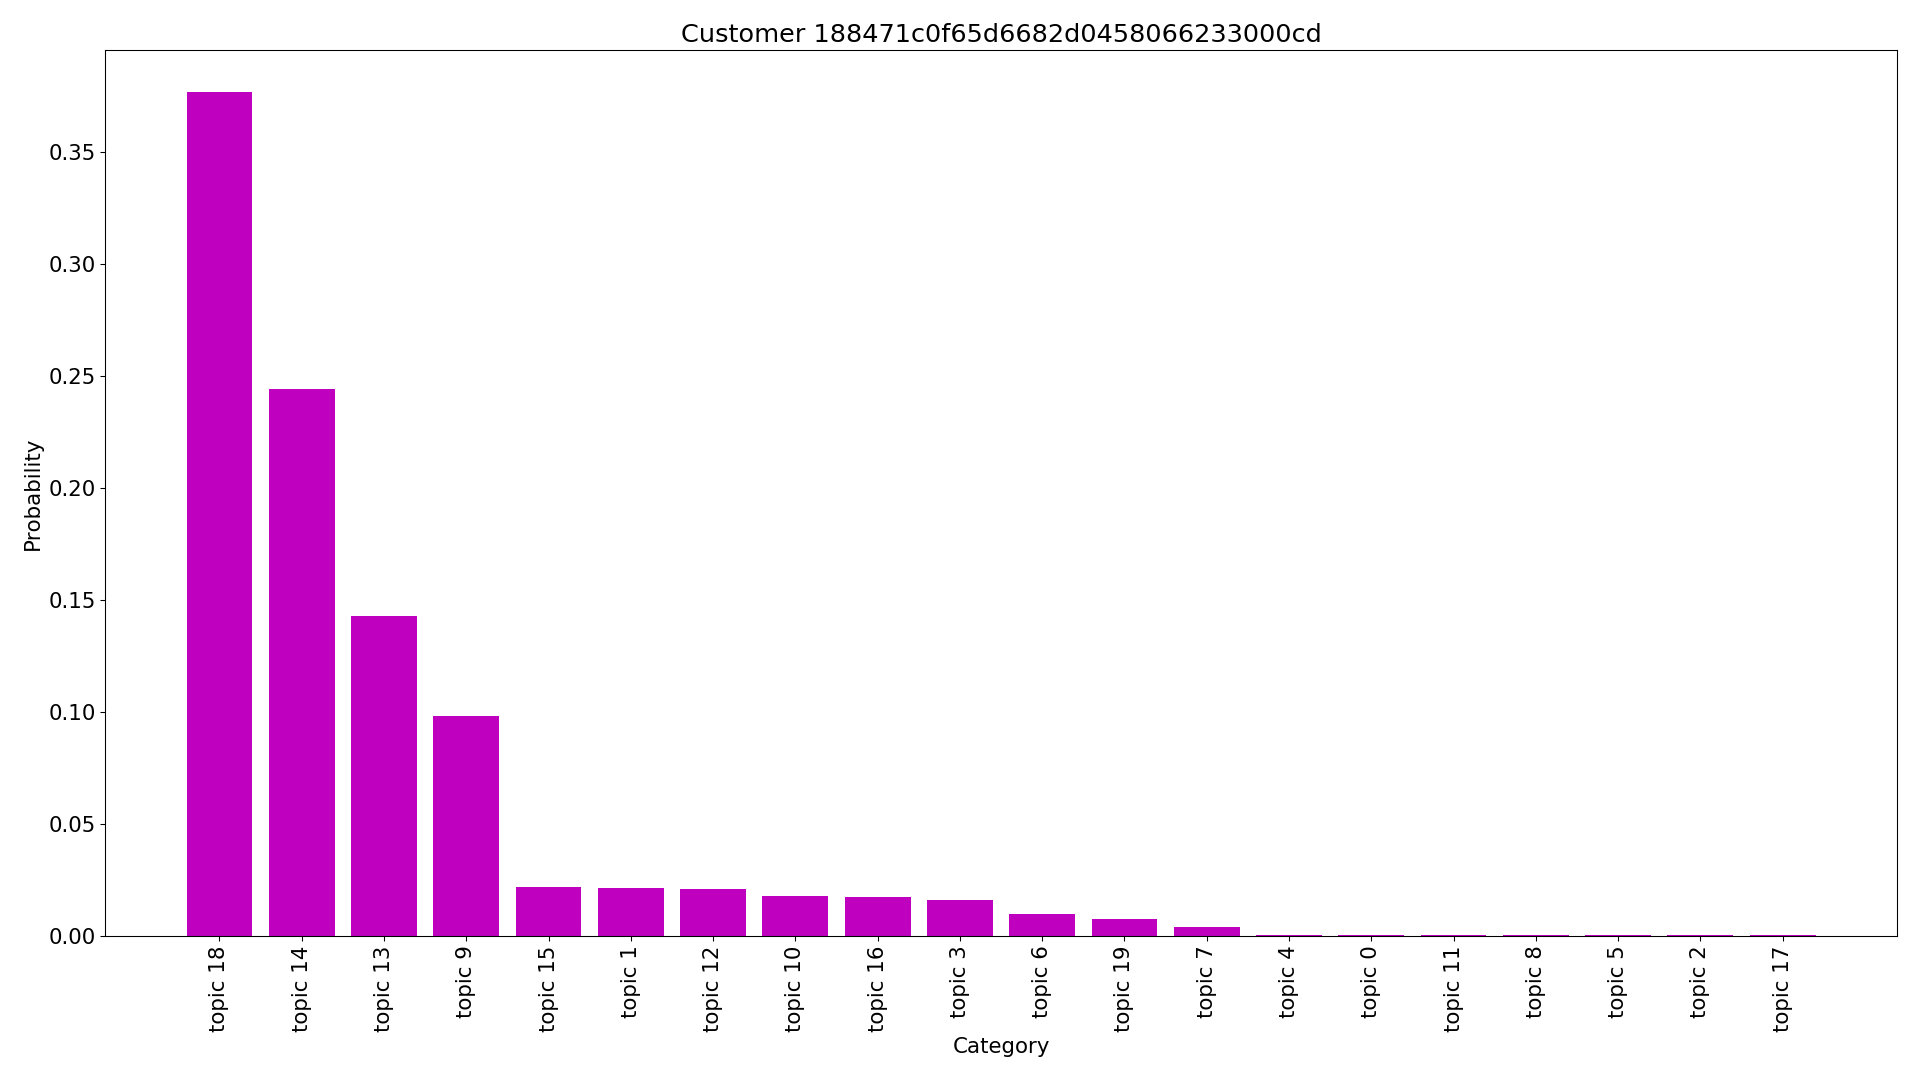 Customer 188471c0f65d6682d0458066233000cd
Probability
0.35
0.30
0.25
0.20
0.15
0.10
0.05
0.00
topic 18
topic 14
topic 13
topic 9
topic 15
topic 1
topic 12
topic 10
topic 16
topic 3
topic 6
topic 19
topic 7
topic 4
topic 0
topic 11
topic 8
topic 5
topic 2
topic 17
Category